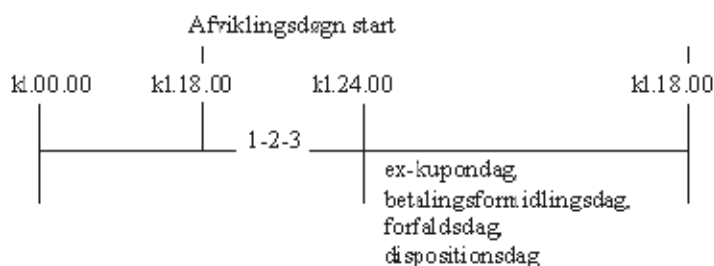 Afviklingsdøgn start
kl.00.00 kl.18.00 kl.24.00 kl.18.00
1-2-3
ex-kupondag,
betalingsformidlingsdag,
forfaldsdag,
dispositionsdag